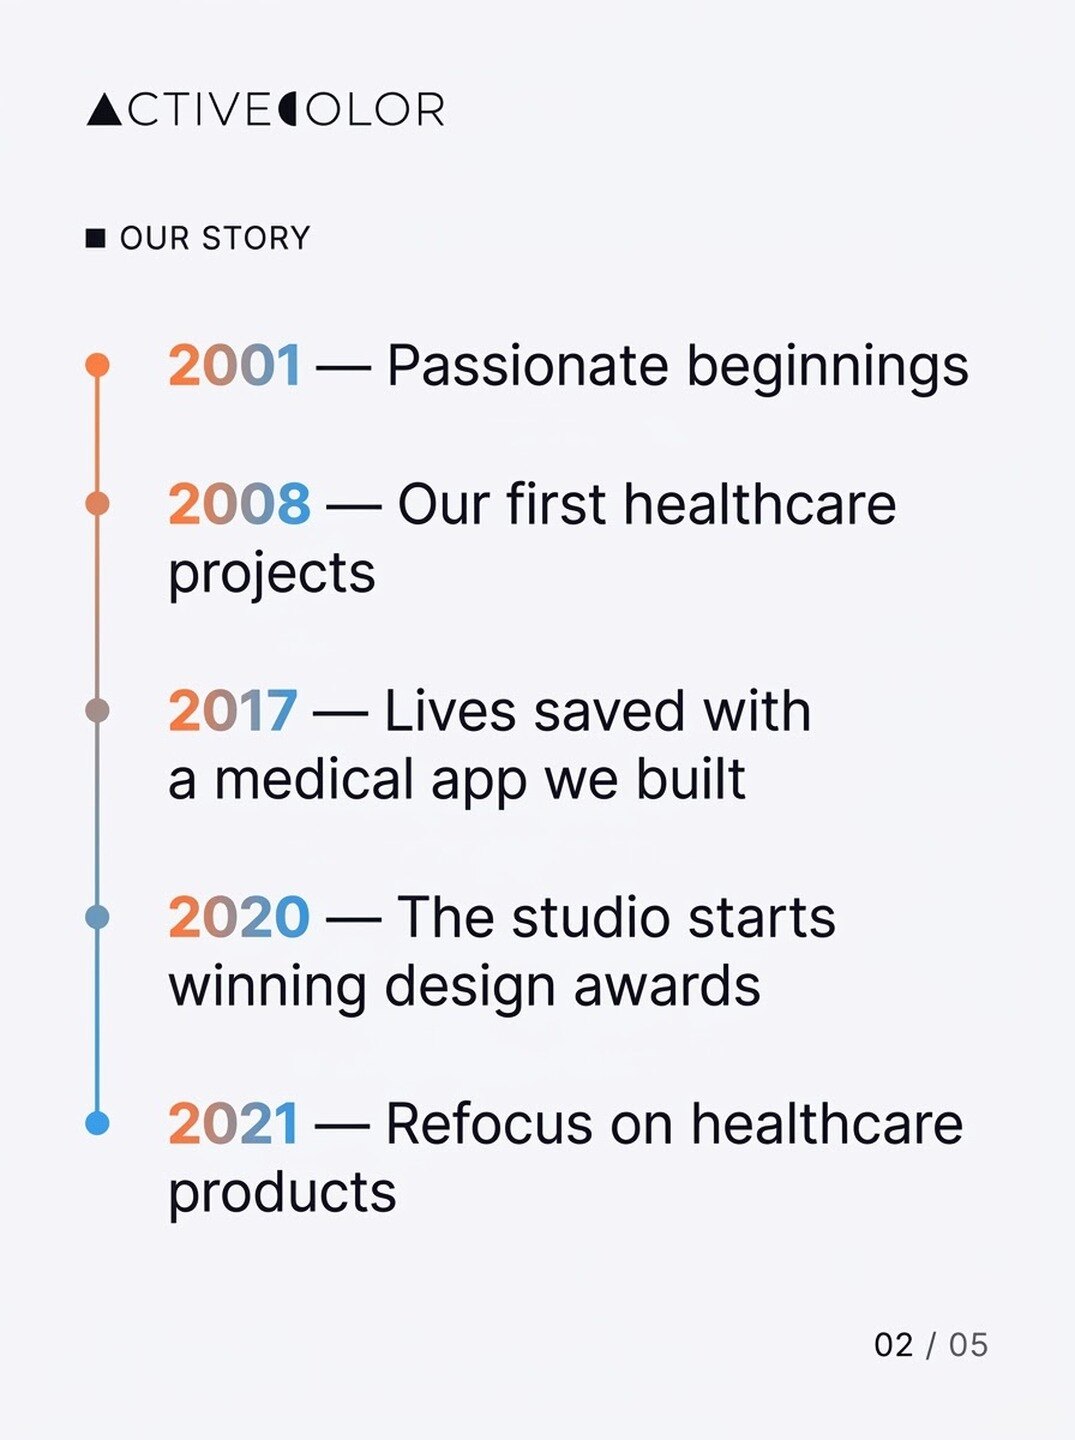 ACTIVECOLOR
OUR STORY
2001 — Passionate beginnings
2008 — Our first healthcare
projects
2017 — Lives saved with
a medical app we built
2020 — The studio starts
winning design awards
2021 — Refocus on healthcare
products
02 / 05